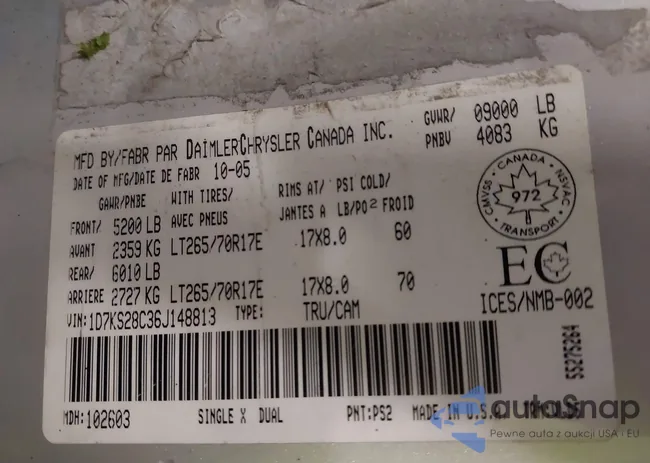 MFD BY/FABR PAR DAIMLERCHRYSLER CANADA INC.
GVWR/ 09000 LB
PNBV 4083 KG
DATE OF MFG/DATE DE FABR 10-05
GAWR/PNBE WITH TIRES/ RIMS AT/ PSI COLD/
FRONT/ 5200 LB AVEC PNEUS JANTES A LB/PO2 FROID
AVANT 2359 KG LT265/70R17E 17X8.0 60
REAR/ 6010 LB
ARRIERE 2727 KG LT265/70R17E 17X8.0 70
CANADA
CMVSS NSVAC
972
TRANSPORT
EC
ICES/NMB-002
VIN: 1D7KS28C36J148813 TYPE: TRU/CAM
55275264
MDH: 102603 SINGLE X DUAL PNT: PS2 MADE IN U.S.A.
autoSnap
Pewne auta z aukcji USA i EU